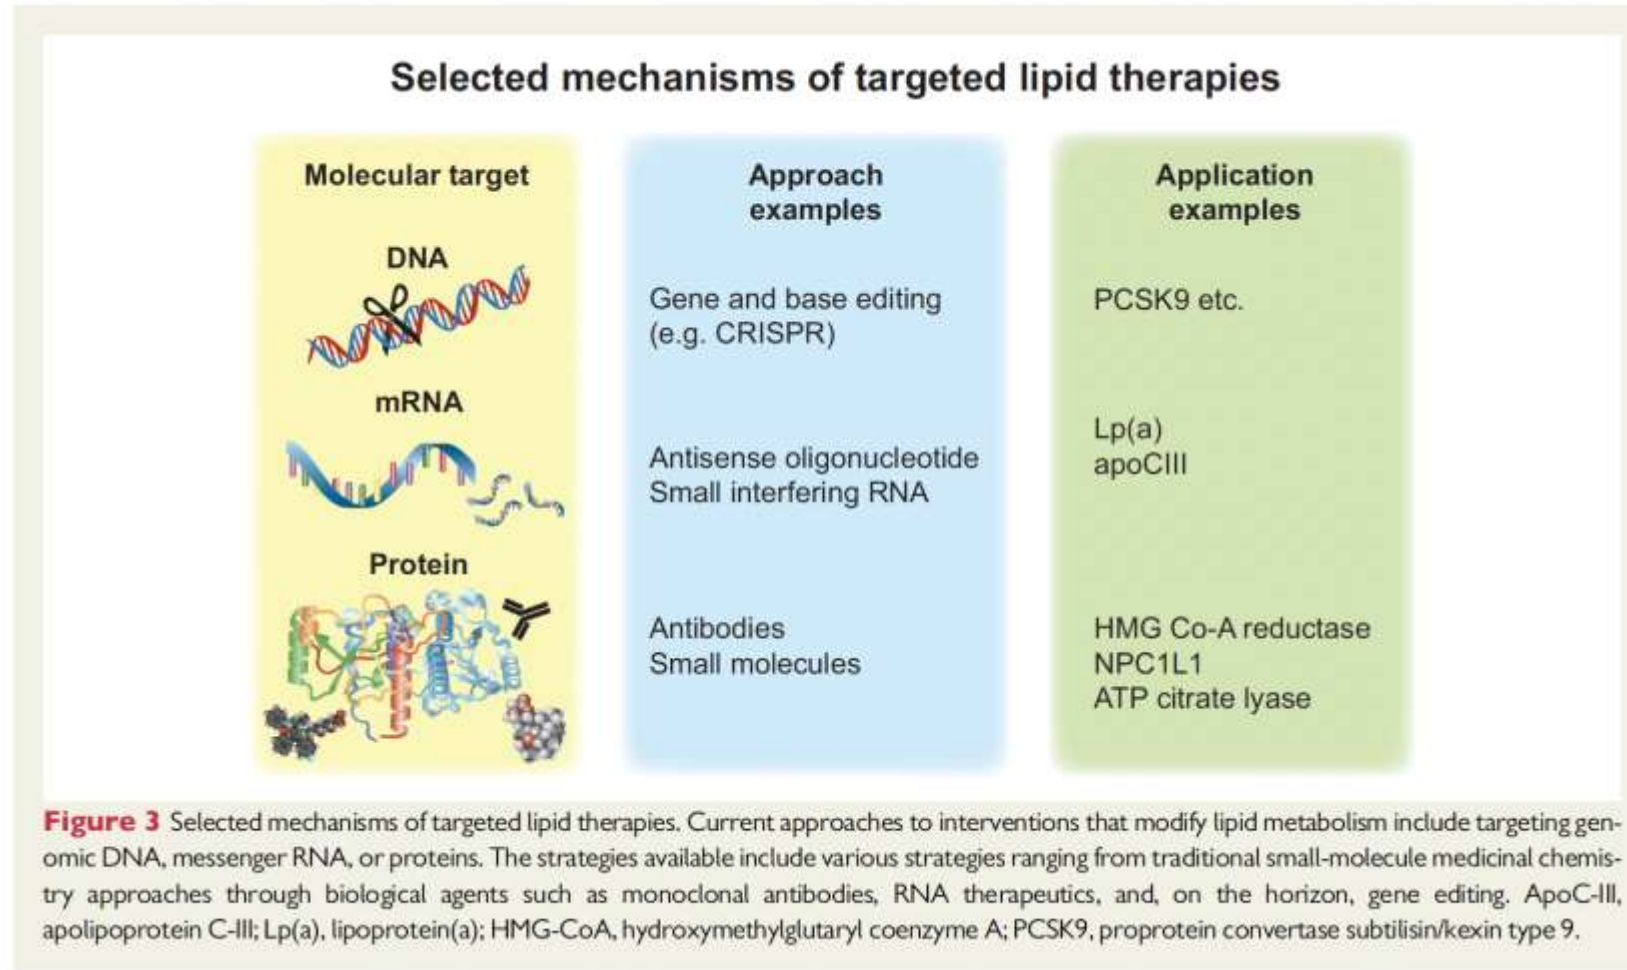 Selected mechanisms of targeted lipid therapies
Molecular target
DNA
mRNA
Protein
Approach
examples
Gene and base editing
(e.g. CRISPR)
Antisense oligonucleotide
Small interfering RNA
Antibodies
Small molecules
Application
examples
PCSK9 etc.
Lp(a)
apoCIII
HMG Co-A reductase
NPC1L1
ATP citrate lyase
Figure 3 Selected mechanisms of targeted lipid therapies. Current approaches to interventions that modify lipid metabolism include targeting gen-
omic DNA, messenger RNA, or proteins. The strategies available include various strategies ranging from traditional small-molecule medicinal chemis-
try approaches through biological agents such as monoclonal antibodies, RNA therapeutics, and, on the horizon, gene editing. ApoC-III,
apolipoprotein C-III; Lp(a), lipoprotein(a); HMG-CoA, hydroxymethylglutaryl coenzyme A; PCSK9, proprotein convertase subtilisin/kexin type 9.